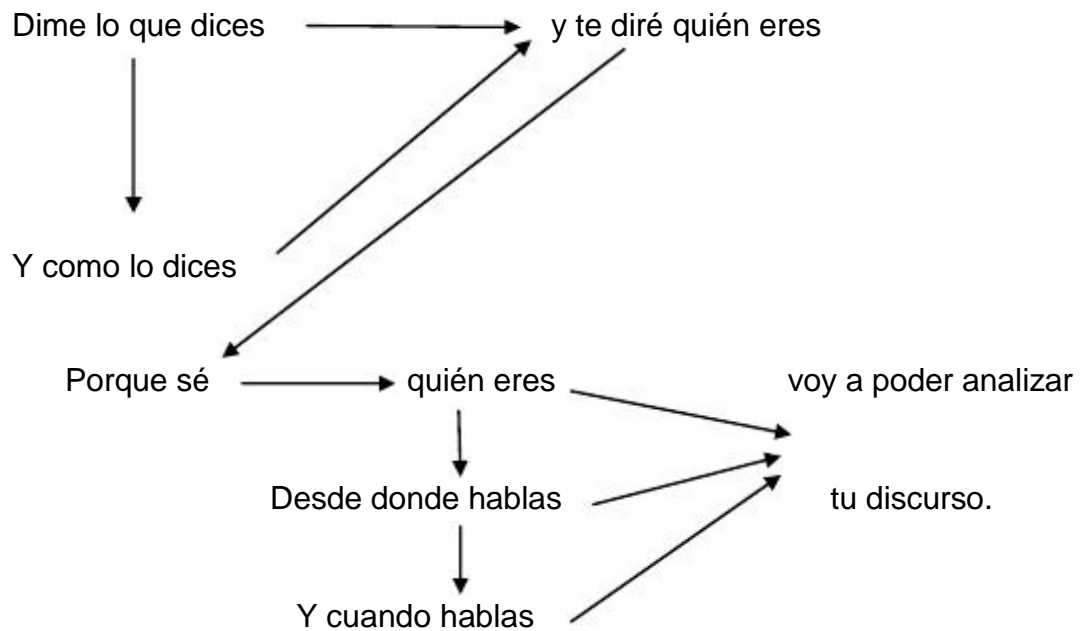 Dime lo que dices y te diré quién eres
Y como lo dices
Porque sé quién eres voy a poder analizar
Desde donde hablas tu discurso.
Y cuando hablas